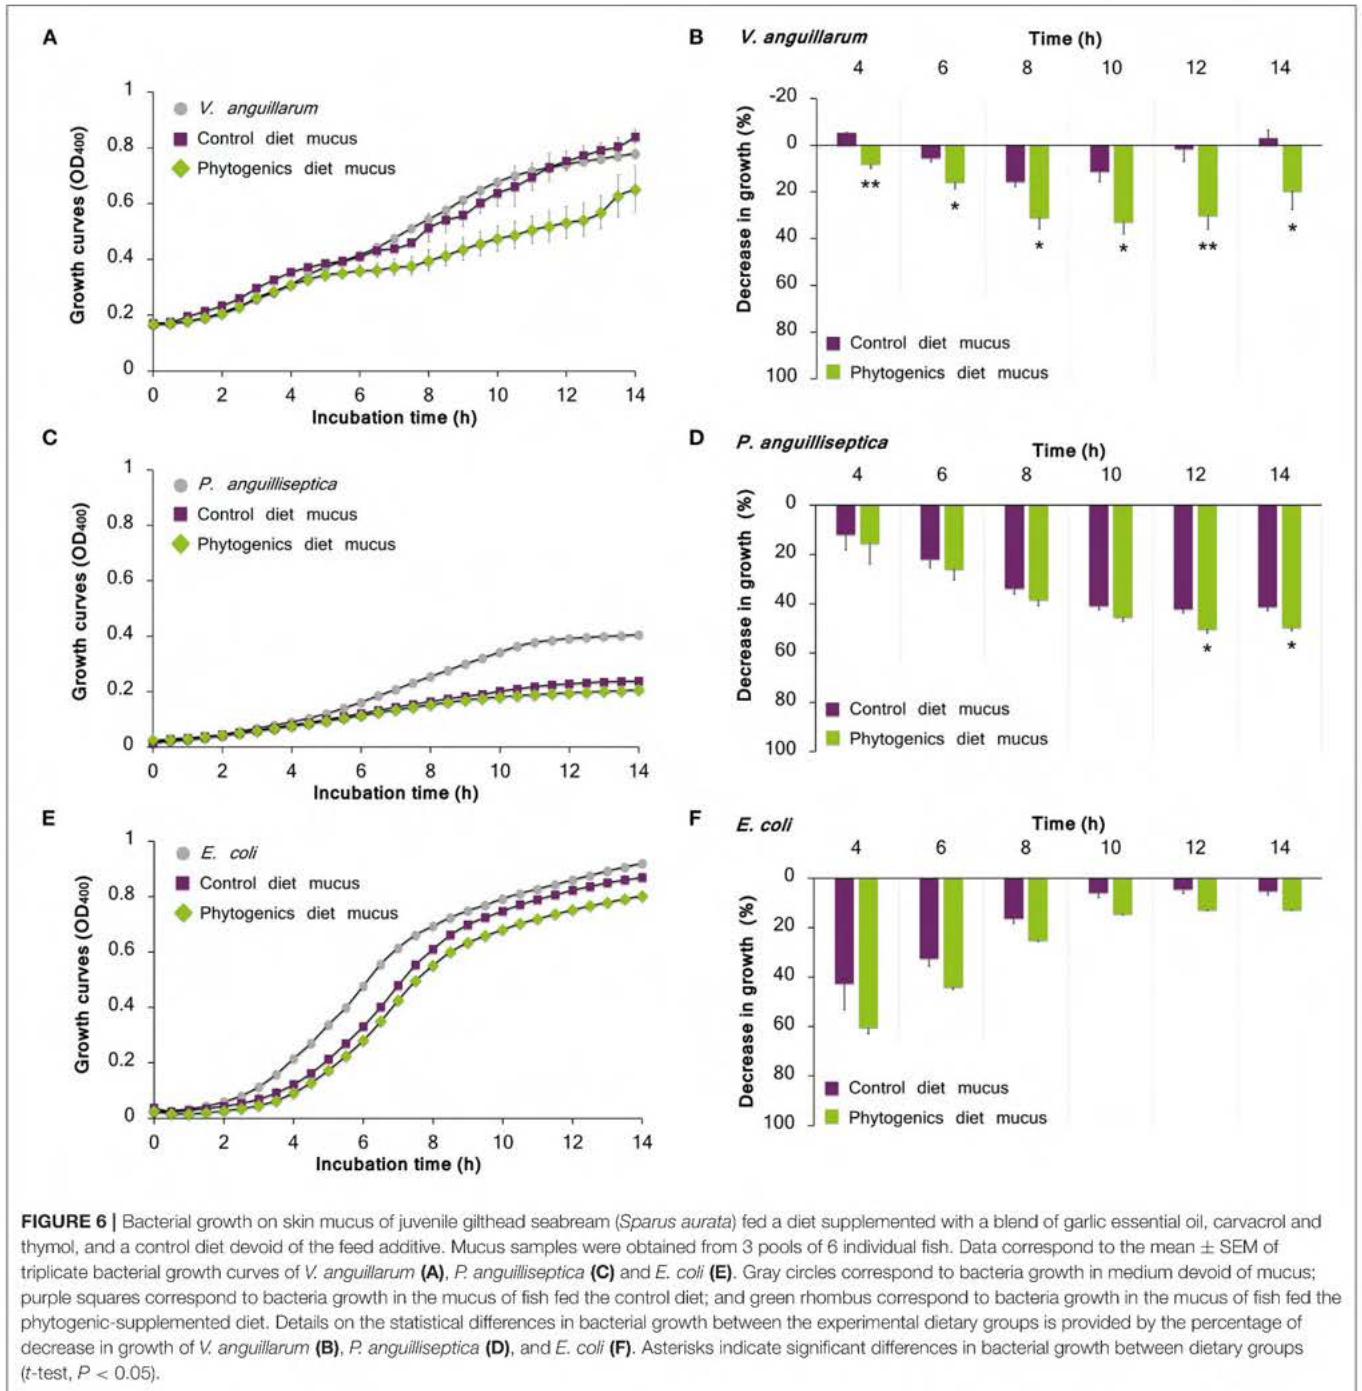 A
Growth curves (OD400)
1
0.8
0.6
0.4
0.2
0
V. anguillarum
Control diet mucus
Phytogenics diet mucus
0 2 4 6 8 10 12 14
Incubation time (h)
B
V. anguillarum
Time (h)
4 6 8 10 12 14
Decrease in growth (%)
-20
0
20
40
60
80
100
** * * * ** *
Control diet mucus
Phytogenics diet mucus
C
Growth curves (OD400)
1
0.8
0.6
0.4
0.2
0
P. anguilliseptica
Control diet mucus
Phytogenics diet mucus
0 2 4 6 8 10 12 14
Incubation time (h)
D
P. anguilliseptica
Time (h)
4 6 8 10 12 14
Decrease in growth (%)
0
20
40
60
80
100
* *
Control diet mucus
Phytogenics diet mucus
E
Growth curves (OD400)
1
0.8
0.6
0.4
0.2
0
E. coli
Control diet mucus
Phytogenics diet mucus
0 2 4 6 8 10 12 14
Incubation time (h)
F
E. coli
Time (h)
4 6 8 10 12 14
Decrease in growth (%)
0
20
40
60
80
100
Control diet mucus
Phytogenics diet mucus
FIGURE 6 | Bacterial growth on skin mucus of juvenile gilthead seabream (Sparus aurata) fed a diet supplemented with a blend of garlic essential oil, carvacrol and
thymol, and a control diet devoid of the feed additive. Mucus samples were obtained from 3 pools of 6 individual fish. Data correspond to the mean ± SEM of
triplicate bacterial growth curves of V. anguillarum (A), P. anguilliseptica (C) and E. coli (E). Gray circles correspond to bacteria growth in medium devoid of mucus;
purple squares correspond to bacteria growth in the mucus of fish fed the control diet; and green rhombus correspond to bacteria growth in the mucus of fish fed the
phytogenic-supplemented diet. Details on the statistical differences in bacterial growth between the experimental dietary groups is provided by the percentage of
decrease in growth of V. anguillarum (B), P. anguilliseptica (D), and E. coli (F). Asterisks indicate significant differences in bacterial growth between dietary groups
(t-test, P < 0.05).